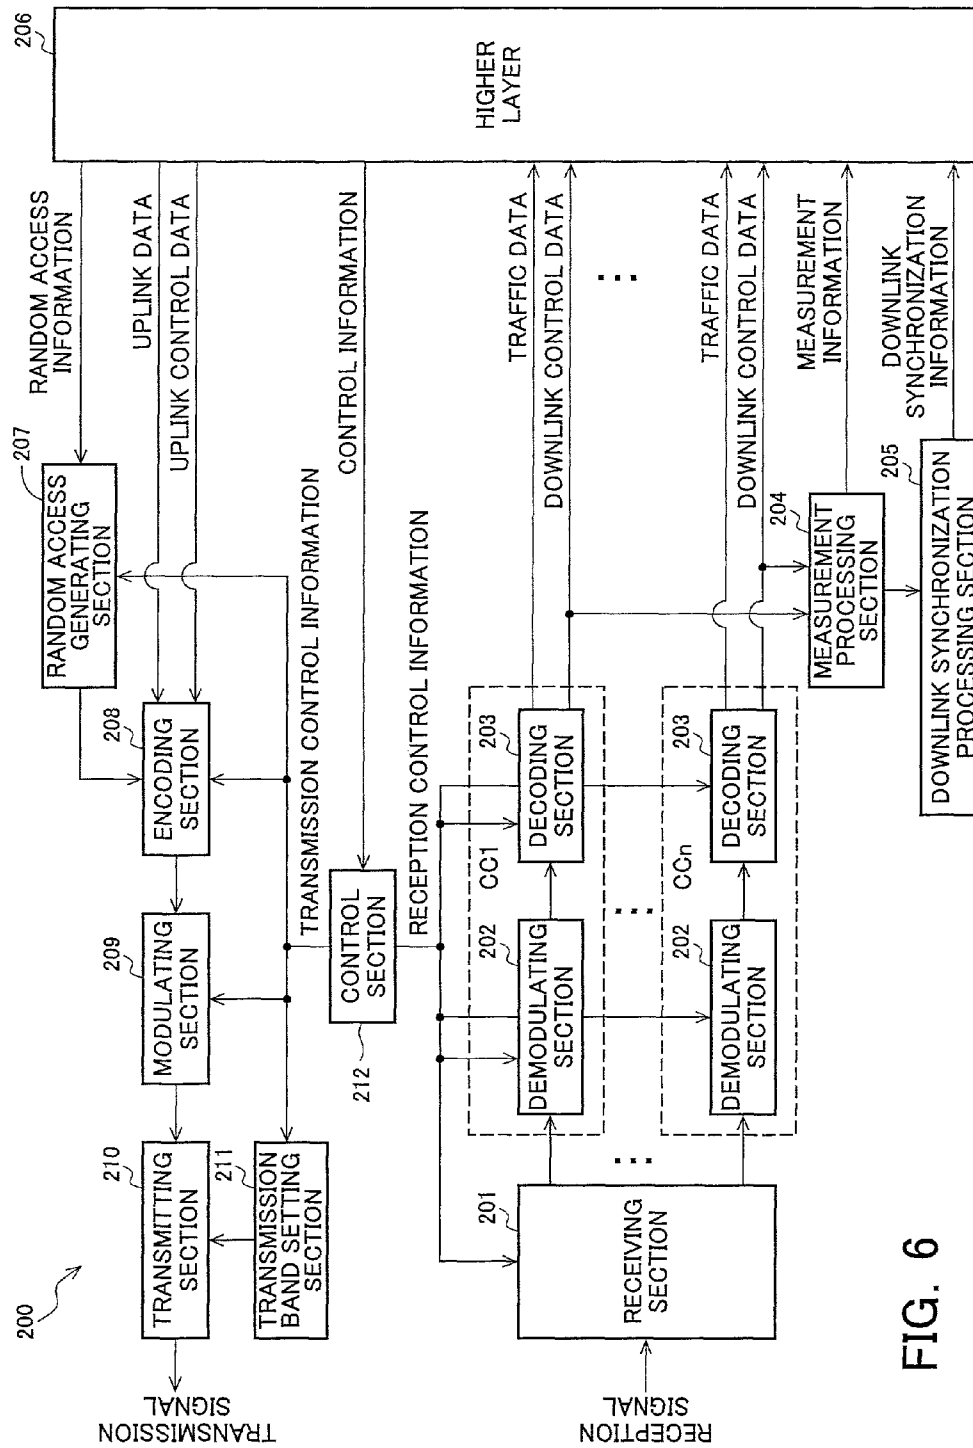 200
TRANSMISSION
SIGNAL
210
TRANSMITTING
SECTION
211
TRANSMISSION
BAND SETTING
SECTION
209
MODULATING
SECTION
208
ENCODING
SECTION
207
RANDOM ACCESS
GENERATING
SECTION
RANDOM ACCESS
INFORMATION
UPLINK DATA
UPLINK CONTROL DATA
206
HIGHER
LAYER
TRANSMISSION CONTROL INFORMATION
CONTROL
SECTION
212
CONTROL INFORMATION
RECEPTION CONTROL INFORMATION
RECEPTION
SIGNAL
201
RECEIVING
SECTION
202
DEMODULATING
SECTION
CC1
203
DECODING
SECTION
TRAFFIC DATA
DOWNLINK CONTROL DATA
...
...
...
202
DEMODULATING
SECTION
CCn
203
DECODING
SECTION
TRAFFIC DATA
DOWNLINK CONTROL DATA
204
MEASUREMENT
PROCESSING
SECTION
MEASUREMENT
INFORMATION
205
DOWNLINK SYNCHRONIZATION
PROCESSING SECTION
DOWNLINK
SYNCHRONIZATION
INFORMATION
FIG. 6